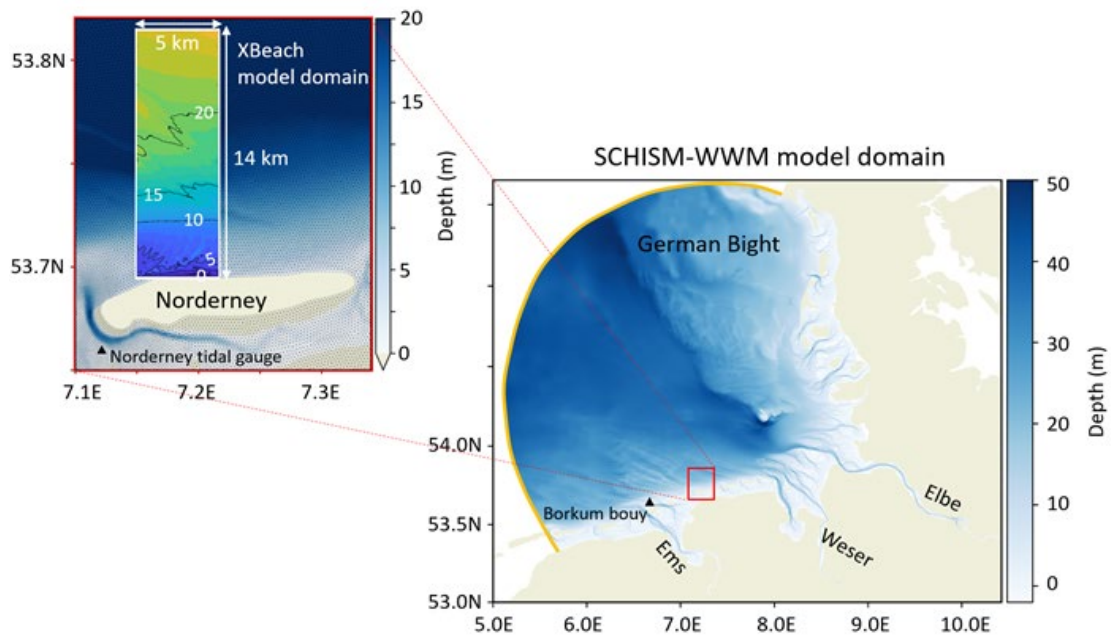 5 km
XBeach
model domain
53.8N
20
14 km
15
10
5
0
53.7N
Norderney
Norderney tidal gauge
7.1E
7.2E
7.3E
20
15
10
5
0
Depth (m)
SCHISM-WWM model domain
German Bight
54.0N
53.5N
53.0N
Borkum bouy
Ems
Weser
Elbe
5.0E
6.0E
7.0E
8.0E
9.0E
10.0E
50
40
30
20
10
0
Depth (m)